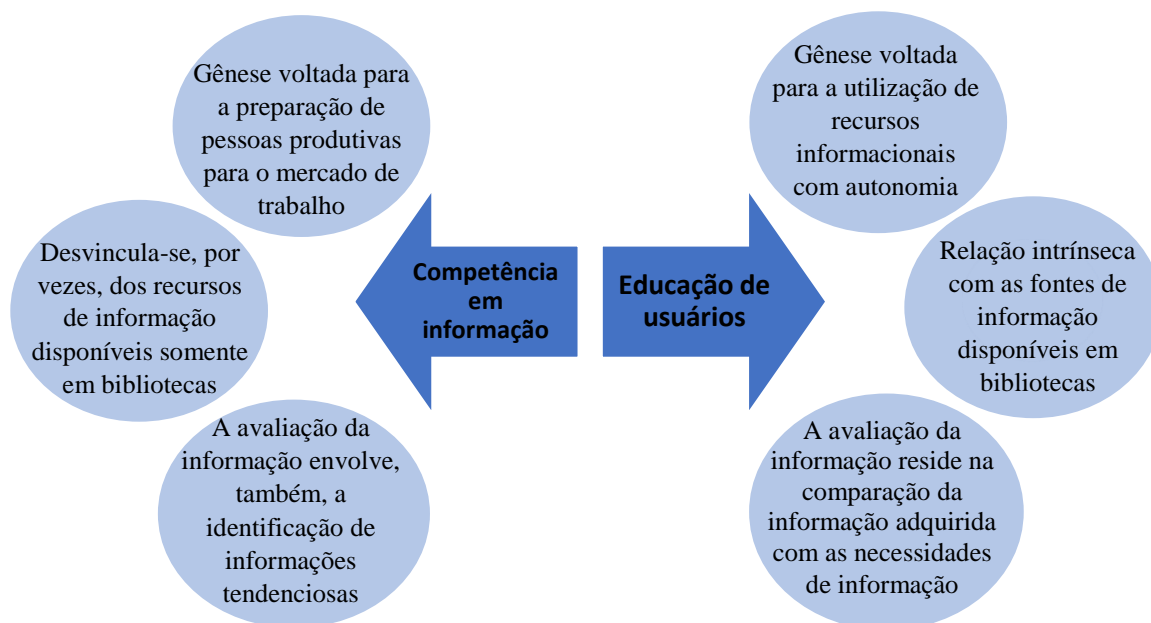 Gênese voltada para
a preparação de
pessoas produtivas
para o mercado de
trabalho
Desvincula-se, por
vezes, dos recursos
de informação
disponíveis somente
em bibliotecas
A avaliação da
informação envolve,
também, a
identificação de
informações
tendenciosas
Competência
em
informação
Educação de
usuários
Gênese voltada
para a utilização de
recursos
informacionais
com autonomia
Relação intrínseca
com as fontes de
informação
disponíveis em
bibliotecas
A avaliação da
informação reside na
comparação da
informação adquirida
com as necessidades
de informação